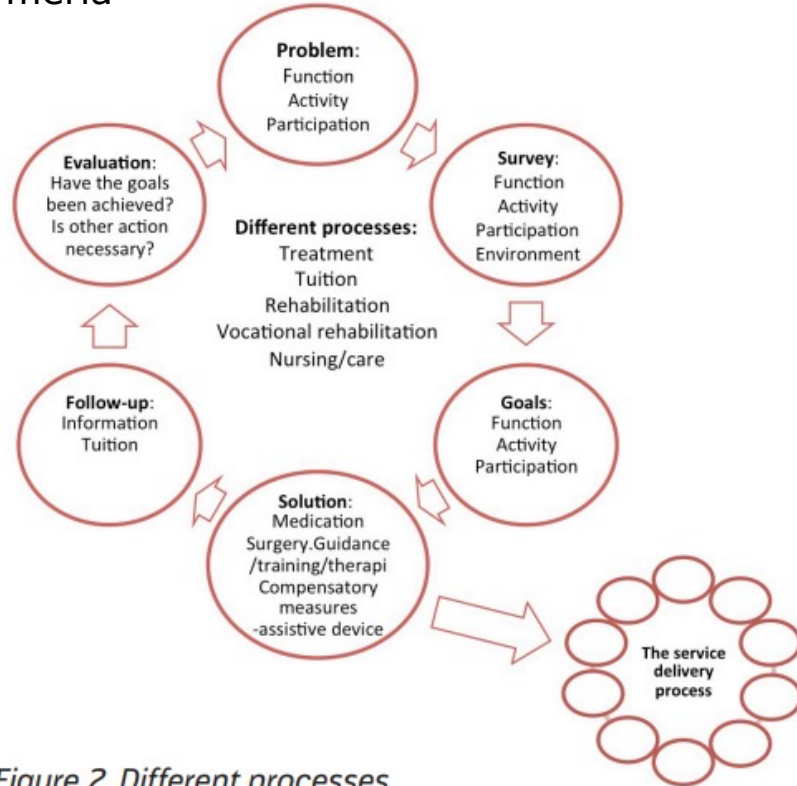 Problem:
Function
Activity
Participation
Survey:
Function
Activity
Participation
Environment
Goals:
Function
Activity
Participation
Solution:
Medication
Surgery.Guidance
/training/therapi
Compensatory
measures
-assistive device
Follow-up:
Information
Tuition
Evaluation:
Have the goals
been achieved?
Is other action
necessary?
Different processes:
Treatment
Tuition
Rehabilitation
Vocational rehabilitation
Nursing/care
The service
delivery
process
Figure 2. Different processes